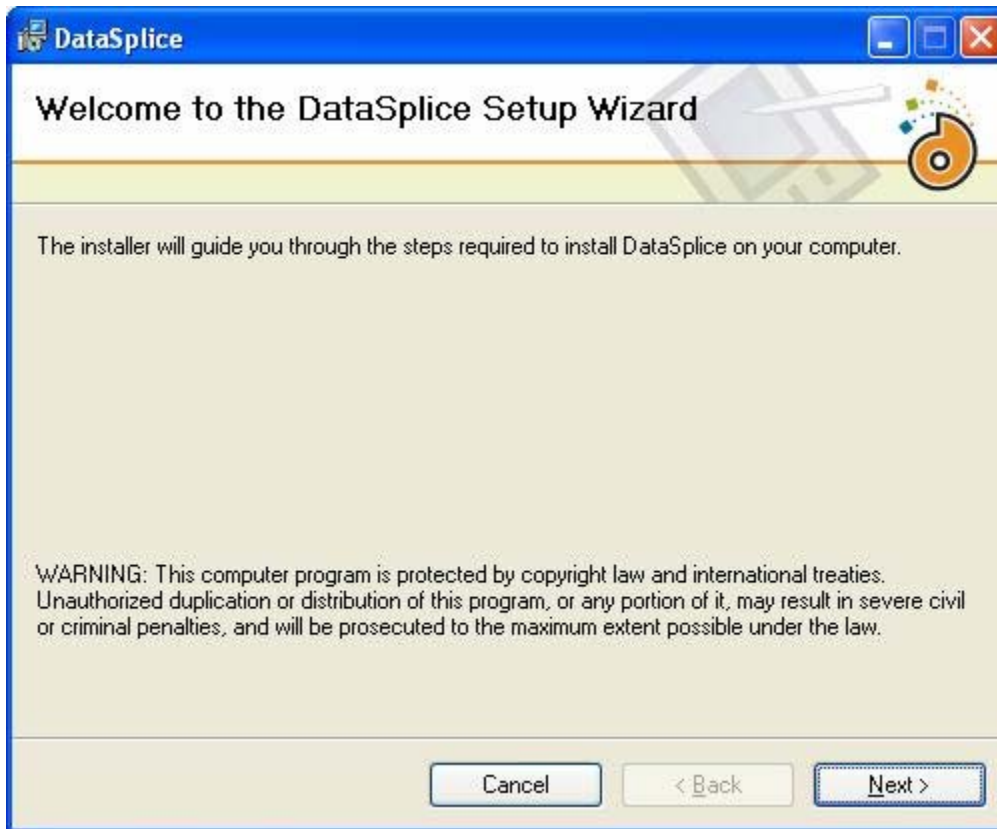 DataSplice
Welcome to the DataSplice Setup Wizard
The installer will guide you through the steps required to install DataSplice on your computer.
WARNING: This computer program is protected by copyright law and international treaties.
Unauthorized duplication or distribution of this program, or any portion of it, may result in severe civil
or criminal penalties, and will be prosecuted to the maximum extent possible under the law.
Cancel
< Back
Next >